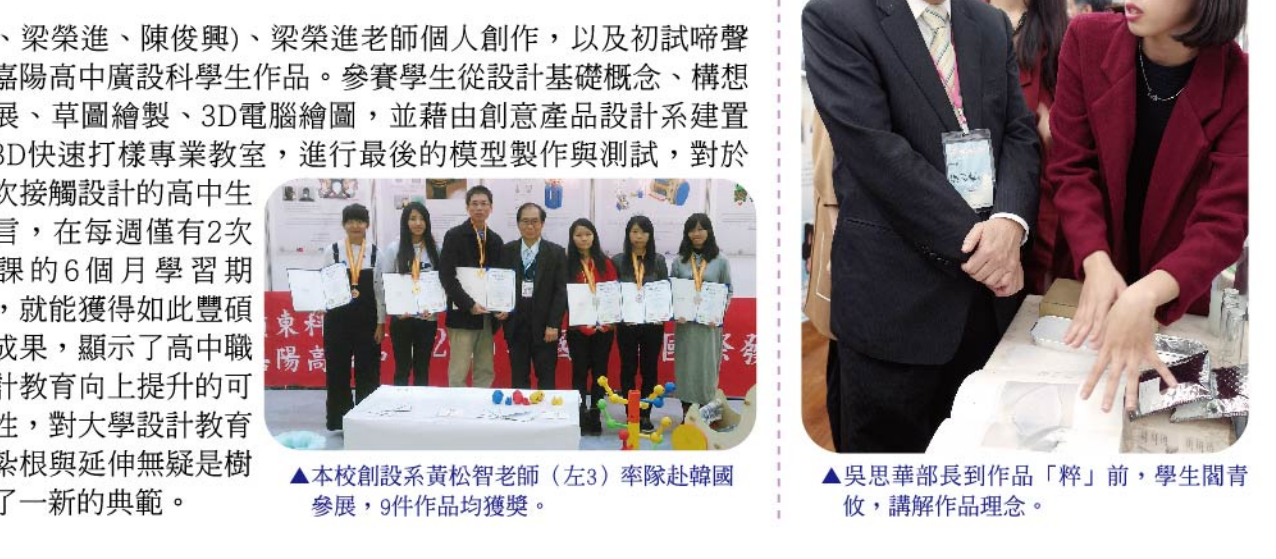 、梁榮進、陳俊興)、梁榮進老師個人創作，以及初試啼聲
嘉陽高中廣設科學生作品。參賽學生從設計基礎概念、構想
展、草圖繪製、3D電腦繪圖，並藉由創意產品設計系建置
3D快速打樣專業教室，進行最後的模型製作與測試，對於
次接觸設計的高中生
言，在每週僅有2次
課的6個月學習期
，就能獲得如此豐碩
成果，顯示了高中職
計教育向上提升的可
性，對大學設計教育
紮根與延伸無疑是樹
了一新的典範。
東科
陽高
▲本校創設系黃松智老師（左3）率隊赴韓國
參展，9件作品均獲獎。
▲吳思華部長到作品「粹」前，學生閻青
攸，講解作品理念。